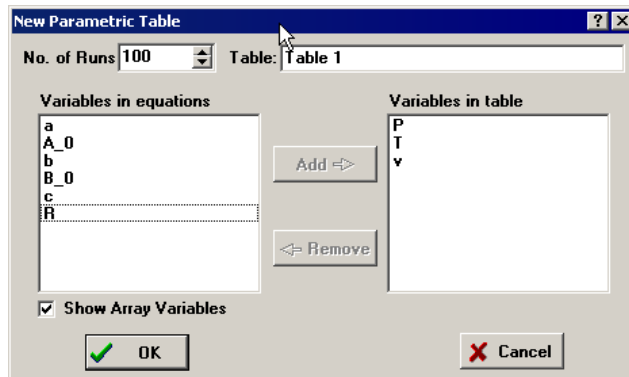 New Parametric Table
No. of Runs 100 Table: Table 1
Variables in equations
a
A_0
b
B_0
c
R
Add
Remove
Variables in table
P
T
v
Show Array Variables
OK
Cancel